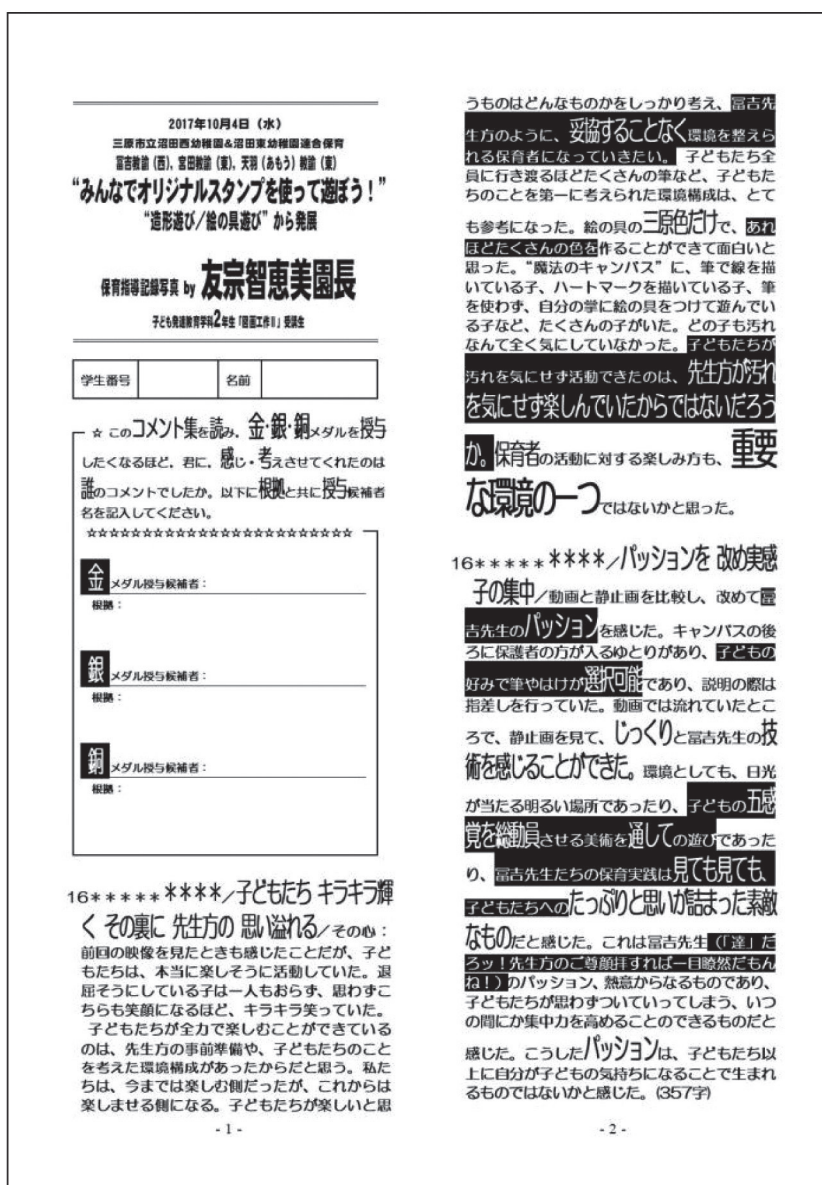 2017年10月4日（水）
三原市立沼田西幼稚園&沼田東幼稚園連合保育
冨吉教諭（西）、宮田教諭（東）、天羽（あもう）教諭（東）
“みんなでオリジナルスタンプを使って遊ぼう！”
“造形遊び／絵の具遊び”から発展
保育指導記録写真 by 友宗智恵美園長
子ども発達教育学科2年生「図画工作Ⅱ」受講生
学生番号 名前
☆ このコメント集を読み，金・銀・銅メダルを授与
したくなるほど，君に，感じ・考えさせてくれたのは
誰のコメントでしたか。以下に根拠と共に授与候補者
名を記入してください。
☆☆☆☆☆☆☆☆☆☆☆☆☆☆☆☆☆☆☆☆☆☆☆☆
金 メダル授与候補者：
根拠：
銀 メダル授与候補者：
根拠：
銅 メダル授与候補者：
根拠：
16＊＊＊＊＊ ＊＊＊＊／子どもたち キラキラ輝
く その裏に 先生方の 思い溢れる／その心：
前回の映像を見たときも感じたことだが、子ど
もたちは、本当に楽しそうに活動していた。退
屈そうにしている子は一人もおらず、思わずこ
ちらも笑顔になるほど、キラキラ笑っていた。
子どもたちが全力で楽しむことができている
のは、先生方の事前準備や、子どもたちのこと
を考えた環境構成があったからだと思う。私た
ちは、今までは楽しむ側だったが、これからは
楽しませる側になる。子どもたちが楽しいと思
- 1 -
うものはどんなものかをしっかり考え、冨吉先
生方のように、妥協することなく環境を整えら
れる保育者になっていきたい。子どもたち全
員に行き渡るほどたくさんの筆など、子どもた
ちのことを第一に考えられた環境構成は、とて
も参考になった。絵の具の三原色だけで、あれ
ほどたくさんの色を作ることができて面白いと
思った。“魔法のキャンバス”に、筆で線を描
いている子、ハートマークを描いている子、筆
を使わず、自分の掌に絵の具をつけて遊んでい
る子など、たくさんの子がいた。どの子も汚れ
なんて全く気にしていなかった。子どもたちが
汚れを気にせず活動できたのは、先生方が汚れ
を気にせず楽しんでいたからではないだろう
か。保育者の活動に対する楽しみ方も、重要
な環境の一つではないかと思った。
16＊＊＊＊＊ ＊＊＊＊／パッションを 改め実感
子の集中／動画と静止画を比較し、改めて冨
吉先生のパッションを感じた。キャンバスの後
ろに保護者の方が入るゆとりがあり、子どもの
好みで筆やはけが選択可能であり、説明の際は
指差しを行っていた。動画では流れていたとこ
ろで、静止画を見て、じっくりと冨吉先生の技
術を感じることができた。環境としても、日光
が当たる明るい場所であったり、子どもの五感
覚を総動員させる美術を通しての遊びであった
り、冨吉先生たちの保育実践は見ても見ても、
子どもたちへのたっぷりと思いが詰まった素敵
なものだと感じた。これは冨吉先生（「達」だ
ろッ！先生方のご尊顔拝すれば一目瞭然だもん
ね！）のパッション、熱意からなるものであり、
子どもたちが思わずついていってしまう、いつ
の間にか集中力を高めることのできるものだと
感じた。こうしたパッションは、子どもたち以
上に自分が子どもの気持ちになることで生まれ
るものではないかと感じた。(357字)
- 2 -